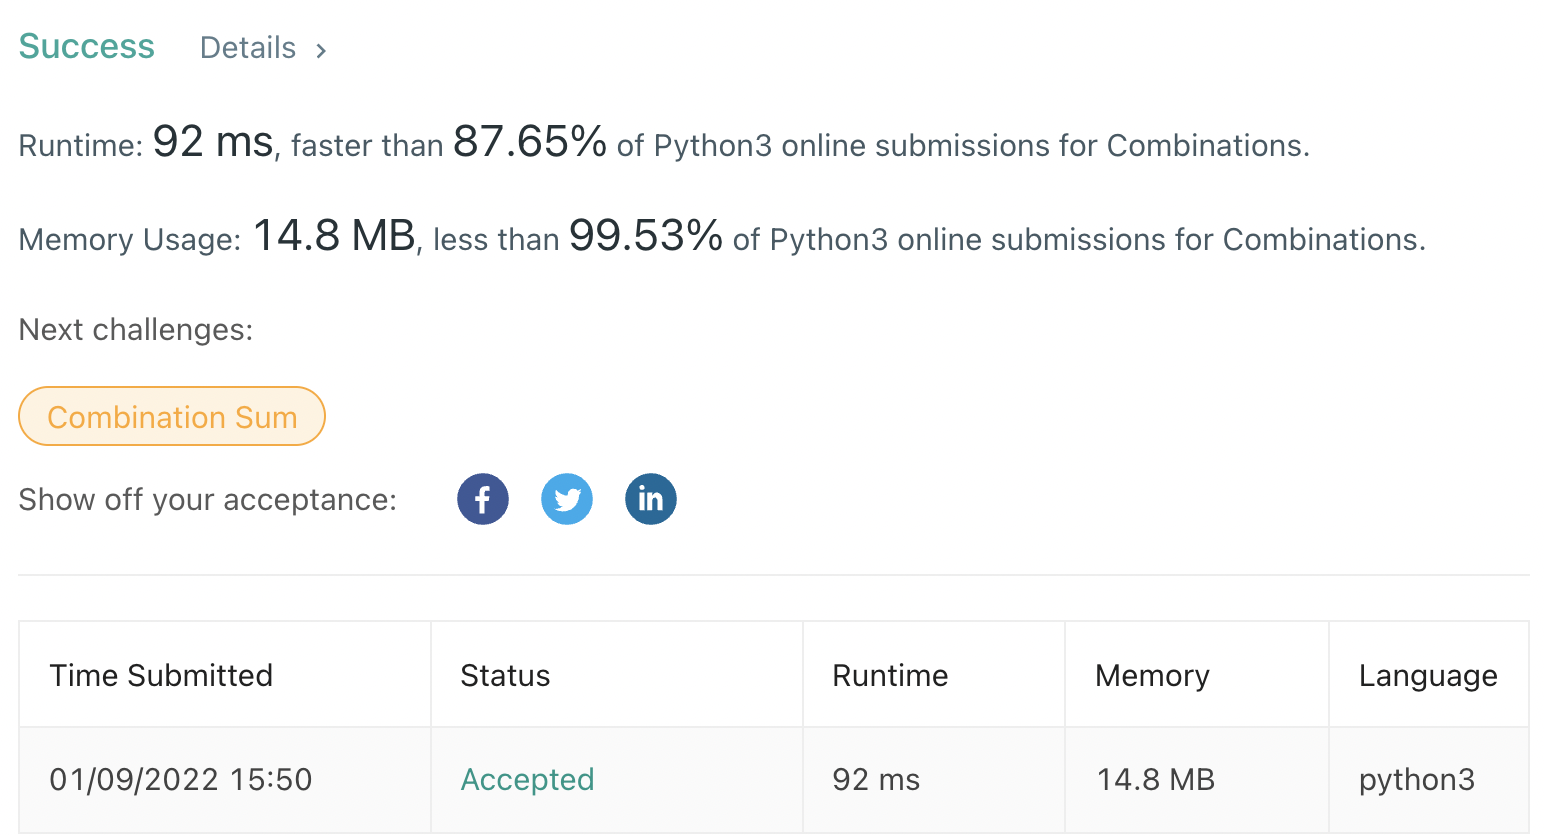 Success Details >
Runtime: 92 ms, faster than 87.65% of Python3 online submissions for Combinations.
Memory Usage: 14.8 MB, less than 99.53% of Python3 online submissions for Combinations.
Next challenges:
Combination Sum
Show off your acceptance: f in
Time Submitted Status Runtime Memory Language
01/09/2022 15:50 Accepted 92 ms 14.8 MB python3